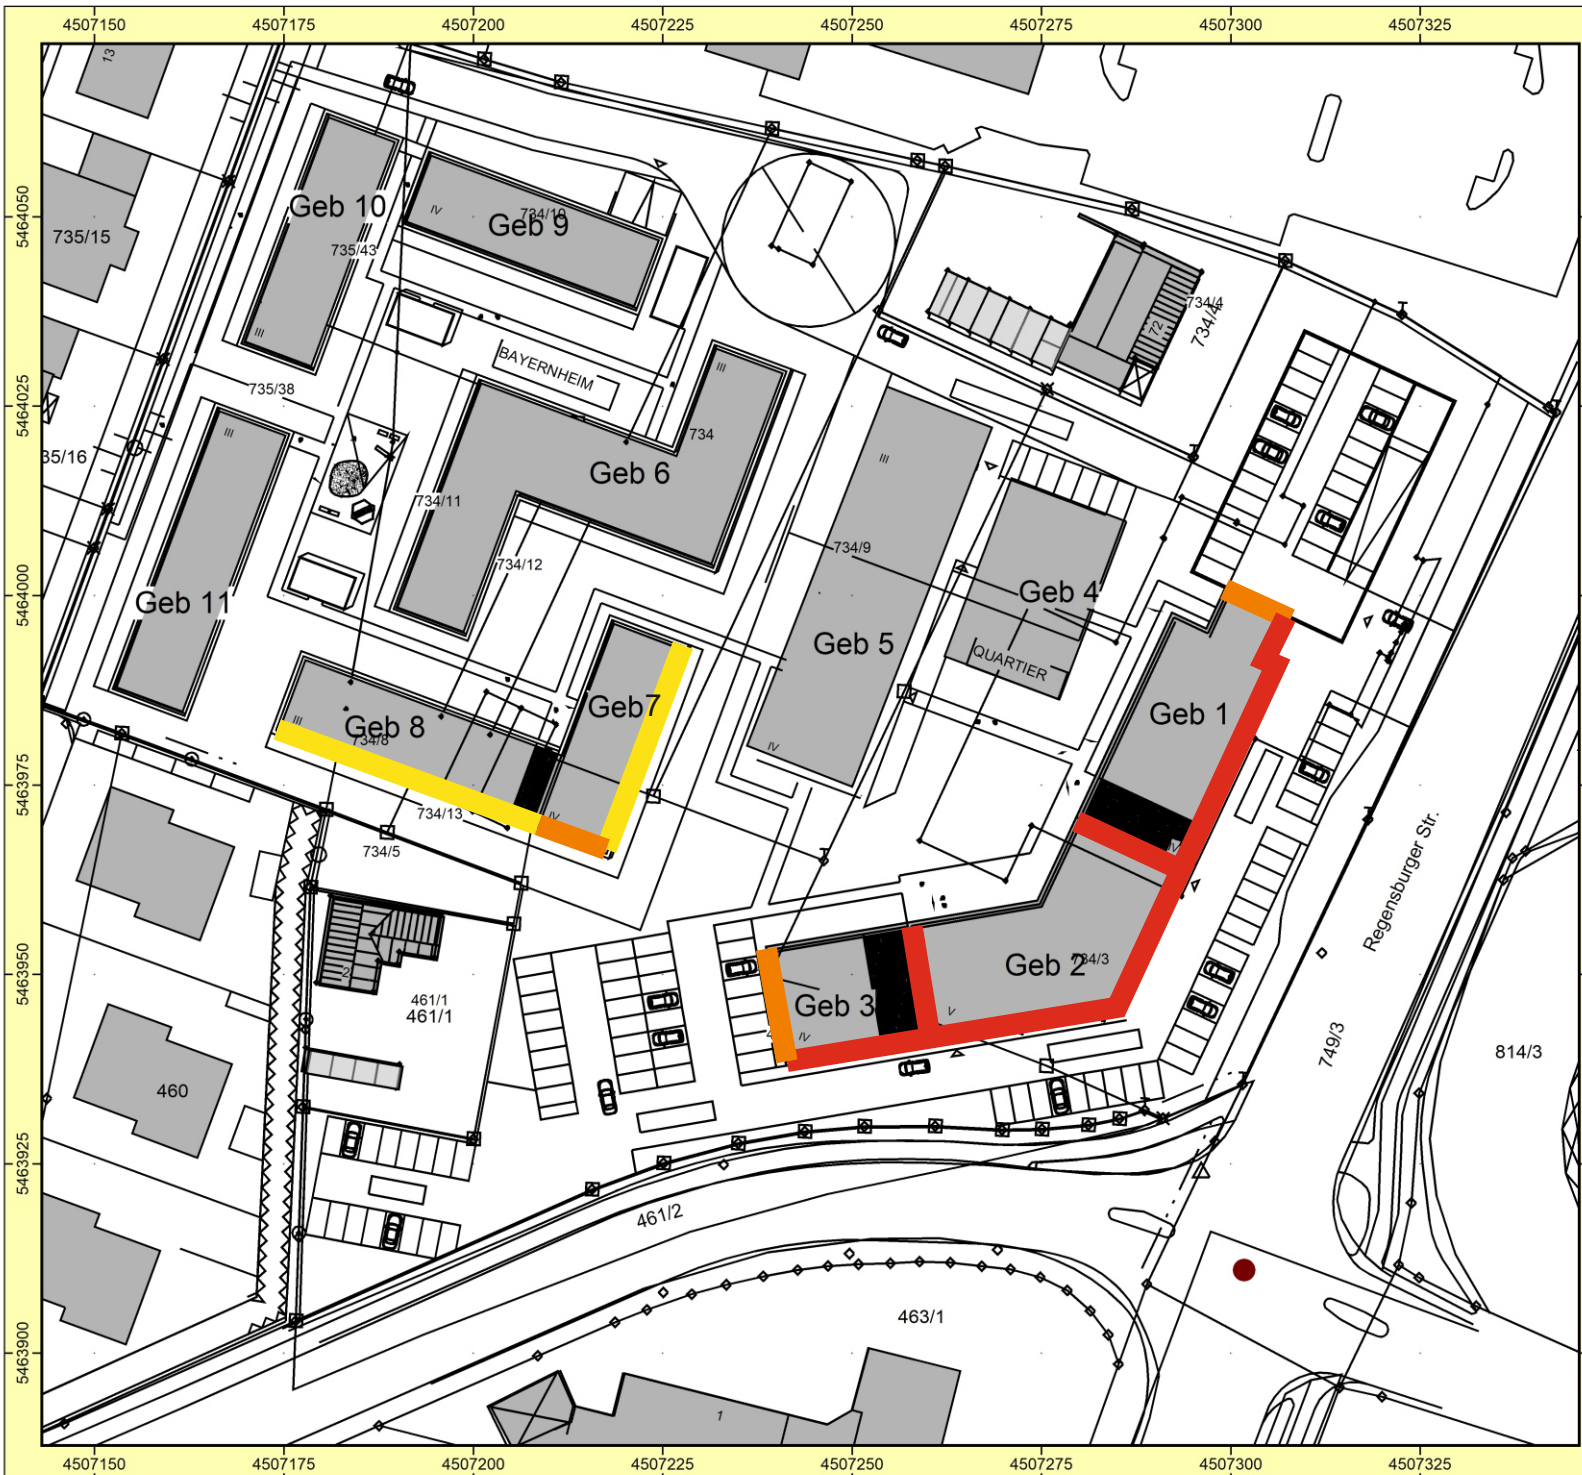 4507150 4507175 4507200 4507225 4507250 4507275 4507300 4507325
13
5464050
5464025
5464000
5463975
5463950
5463925
5463900
Geb 10
735/43
III
734/10
IV
Geb 9
735/15
734/4
734/4
72
BAYERNHEIM
735/38
III
734
III
Geb 6
35/16
734/11
734/12
III
734/9
Geb 4
Geb 11
Geb 5
QUARTIER
Geb7
Geb 1
III
Geb 8
734/8
IV
734/13
IV
734/5
IV
Regensburger Str.
2
Geb 2
734/3
V
Geb 3
IV
461/1
461/1
749/3
814/3
460
461/2
463/1
1
4507150 4507175 4507200 4507225 4507250 4507275 4507300 4507325